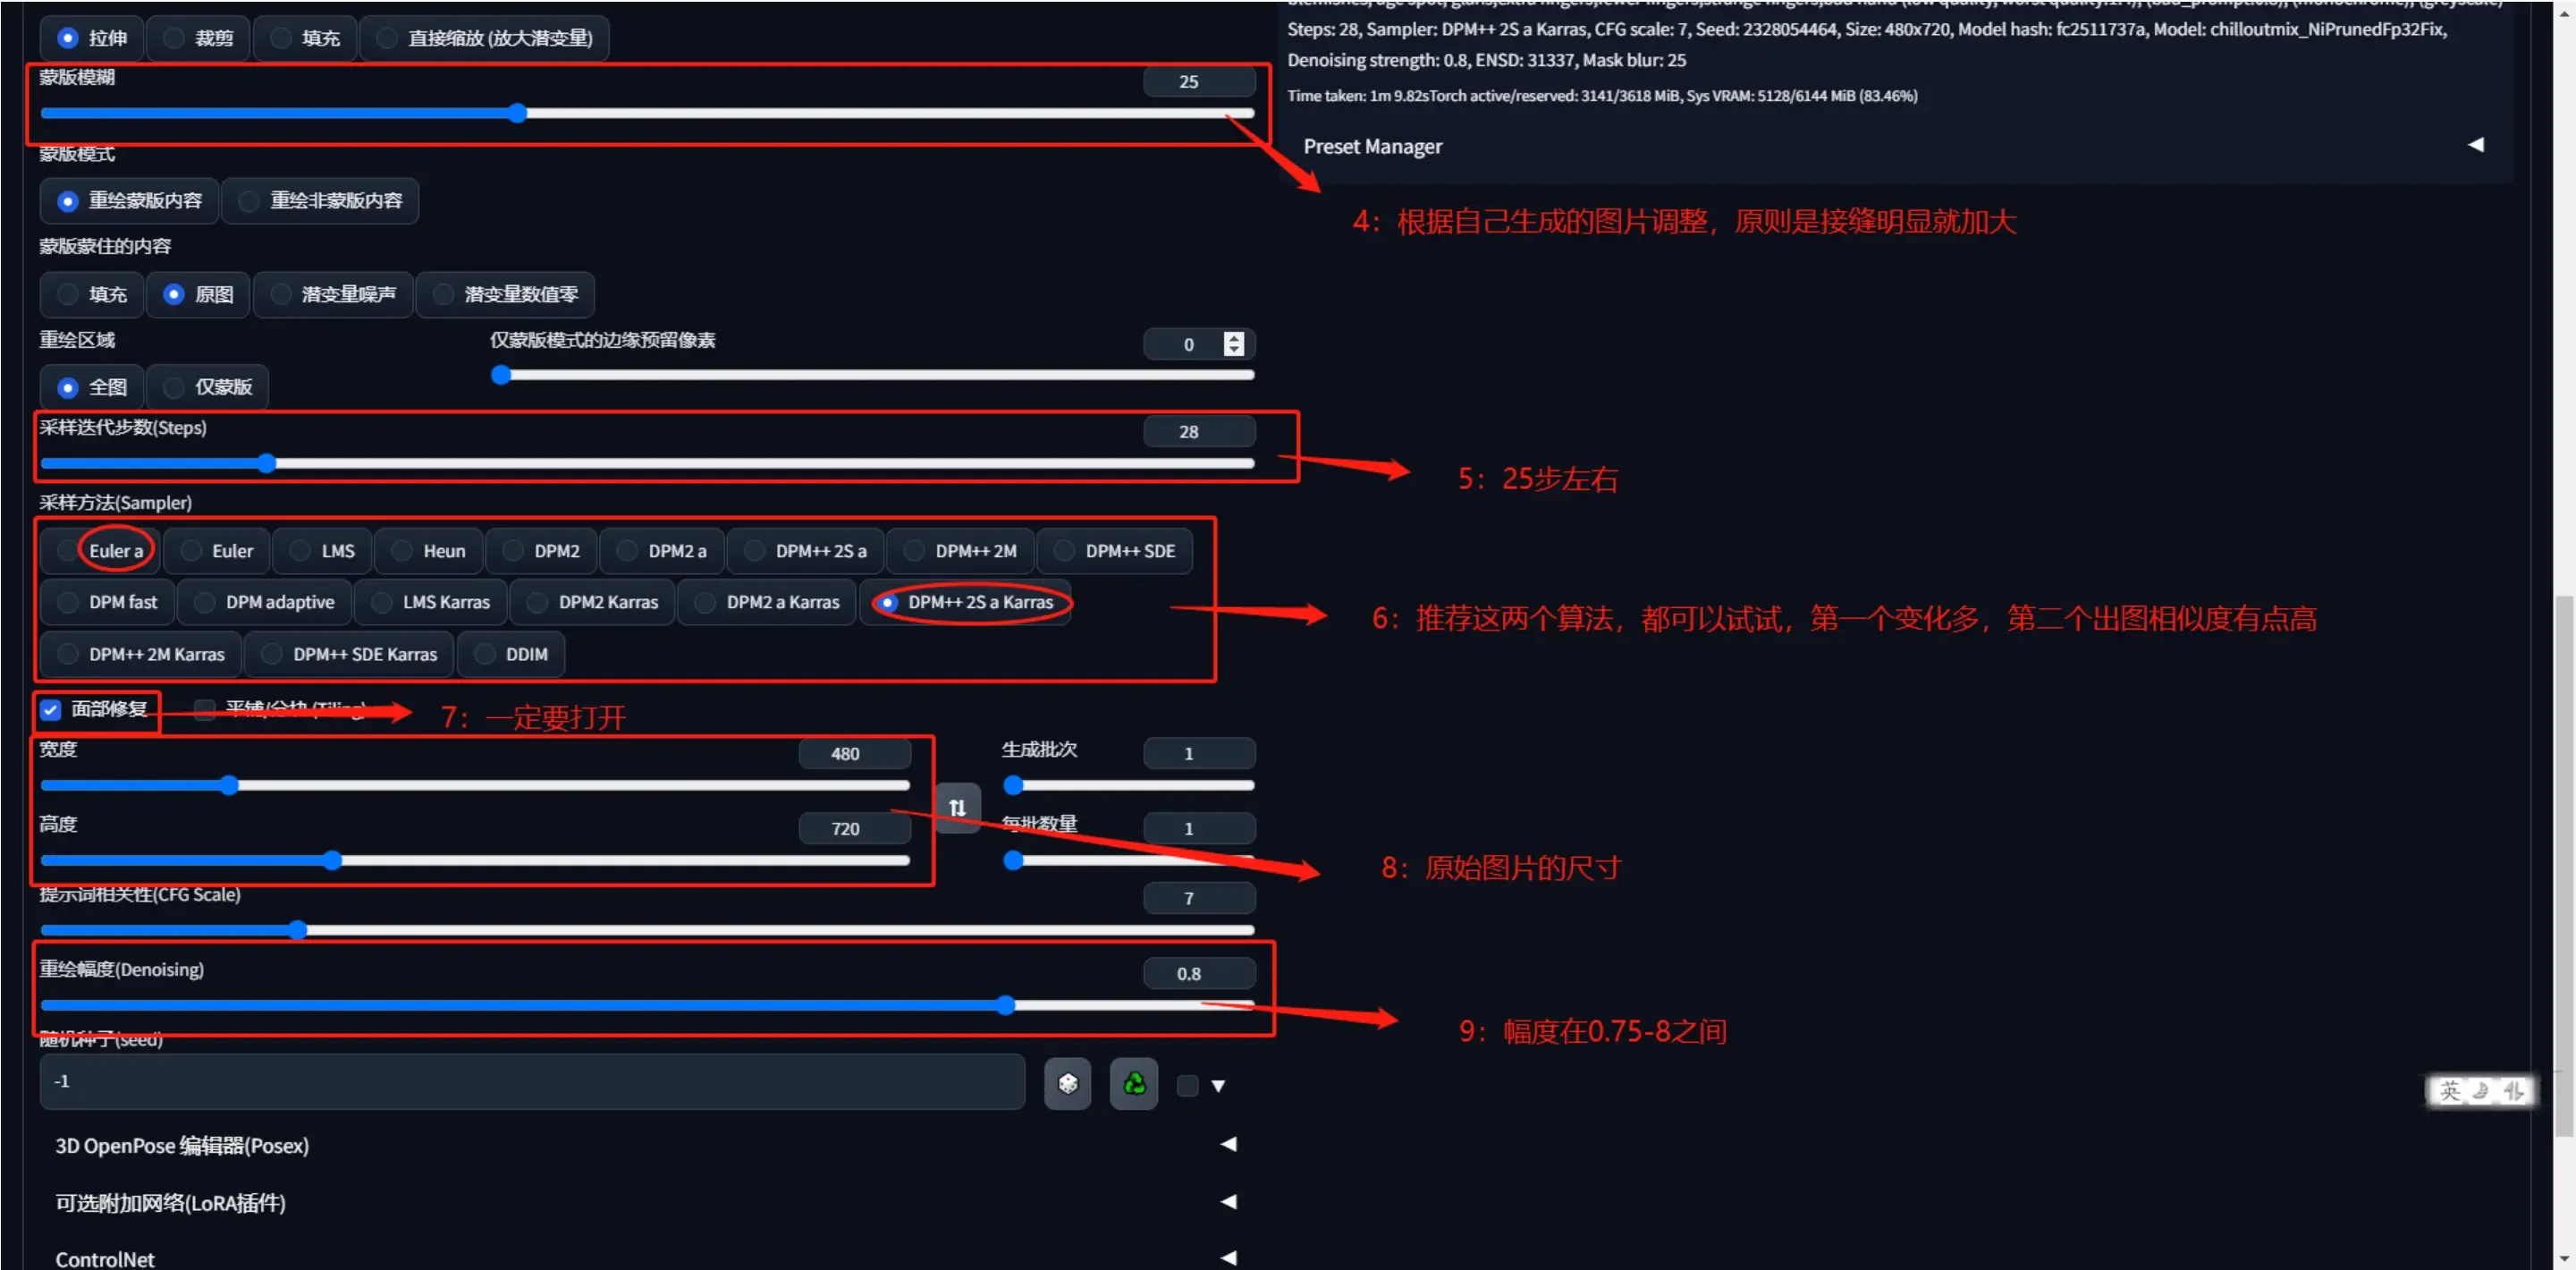 拉伸 裁剪 填充 直接缩放 (放大潜变量)
蒙版模糊 25
蒙版模式
重绘蒙版内容 重绘非蒙版内容
蒙版蒙住的内容
填充 原图 潜变量噪声 潜变量数值零
重绘区域 仅蒙版模式的边缘预留像素 0
全图 仅蒙版
采样迭代步数(Steps) 28
采样方法(Sampler)
Euler a Euler LMS Heun DPM2 DPM2 a DPM++ 2S a DPM++ 2M DPM++ SDE
DPM fast DPM adaptive LMS Karras DPM2 Karras DPM2 a Karras DPM++ 2S a Karras
DPM++ 2M Karras DPM++ SDE Karras DDIM
面部修复 平铺/分块 (Tiling)
7：一定要打开
宽度 480 生成批次 1
高度 720 每批数量 1
提示词相关性(CFG Scale) 7
重绘幅度(Denoising) 0.8
随机种子(seed)
-1
3D OpenPose 编辑器(Posex)
可选附加网络(LoRA插件)
ControlNet
Steps: 28, Sampler: DPM++ 2S a Karras, CFG scale: 7, Seed: 2328054464, Size: 480x720, Model hash: fc2511737a, Model: chilloutmix_NiPrunedFp32Fix,
Denoising strength: 0.8, ENSD: 31337, Mask blur: 25
Time taken: 1m 9.82sTorch active/reserved: 3141/3618 MiB, Sys VRAM: 5128/6144 MiB (83.46%)
Preset Manager
4：根据自己生成的图片调整，原则是接缝明显就加大
5：25步左右
6：推荐这两个算法，都可以试试，第一个变化多，第二个出图相似度有点高
8：原始图片的尺寸
9：幅度在0.75-8之间
英